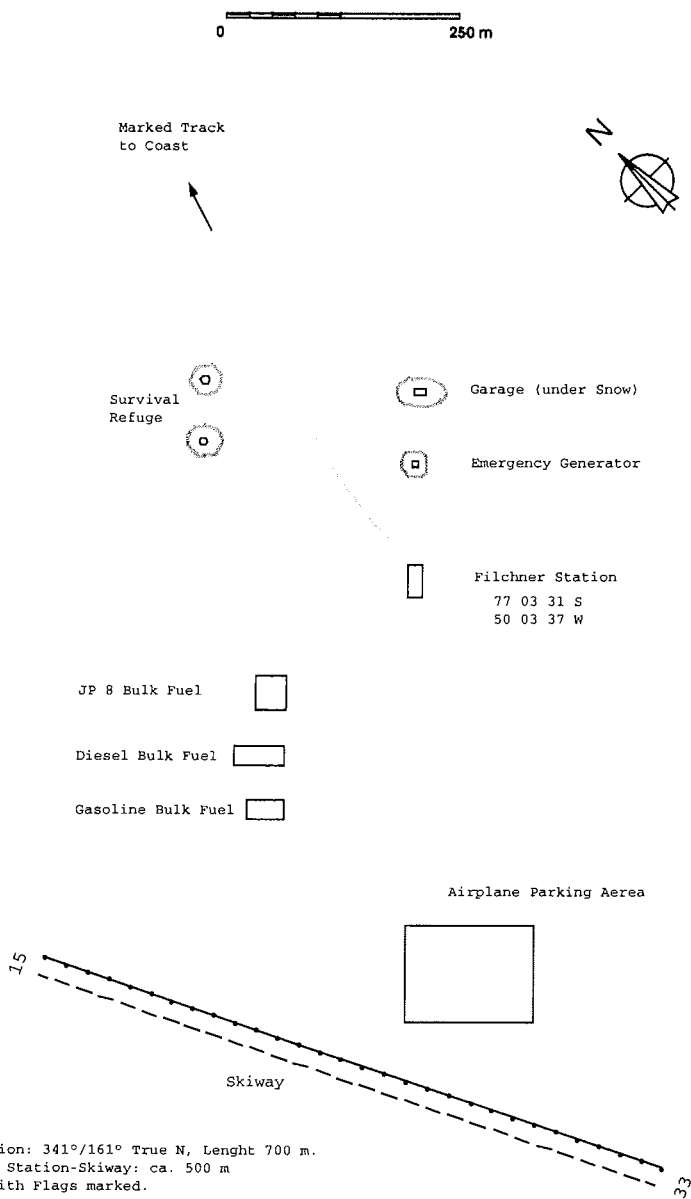 0 250 m
Marked Track
to Coast
N
Survival
Refuge
Garage (under Snow)
Emergency Generator
Filchner Station
77 03 31 S
50 03 37 W
JP 8 Bulk Fuel
Diesel Bulk Fuel
Gasoline Bulk Fuel
Airplane Parking Aerea
15
Skiway
33
ion: 341°/161° True N, Lenght 700 m.
Station-Skiway: ca. 500 m
ith Flags marked.